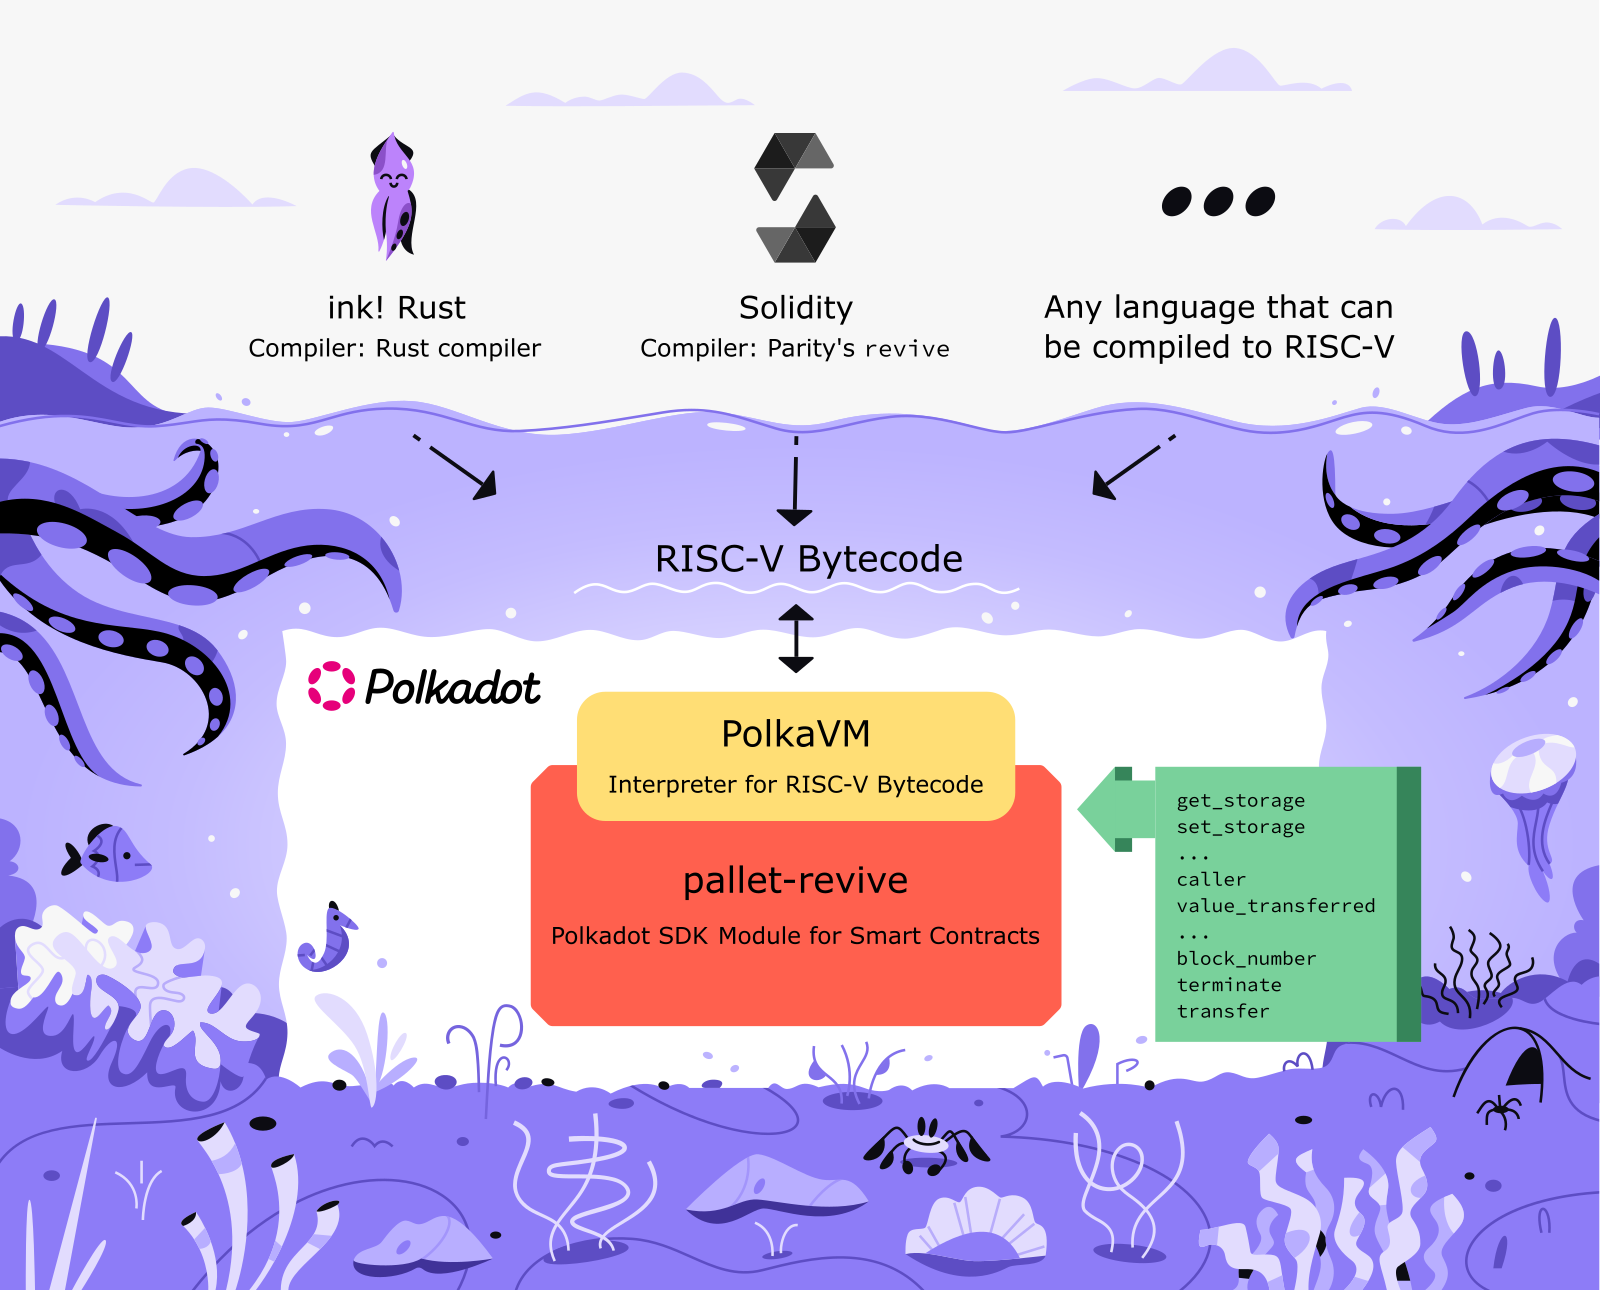 ink! Rust
Compiler: Rust compiler
Solidity
Compiler: Parity's revive
Any language that can
be compiled to RISC-V
RISC-V Bytecode
Polkadot
PolkaVM
Interpreter for RISC-V Bytecode
pallet-revive
Polkadot SDK Module for Smart Contracts
get_storage
set_storage
...
caller
value_transferred
...
block_number
terminate
transfer